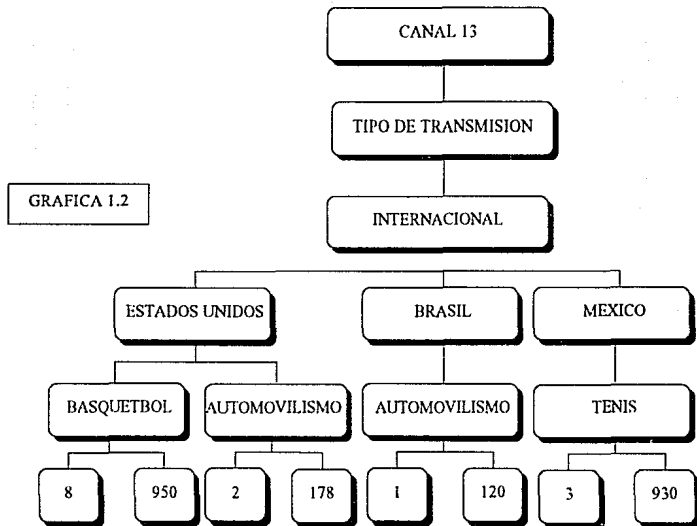 CANAL 13
TIPO DE TRANSMISION
GRAFICA 1.2
INTERNACIONAL
ESTADOS UNIDOS
BRASIL
MEXICO
BASQUETBOL
AUTOMOVILISMO
AUTOMOVILISMO
TENIS
8
950
2
178
1
120
3
930